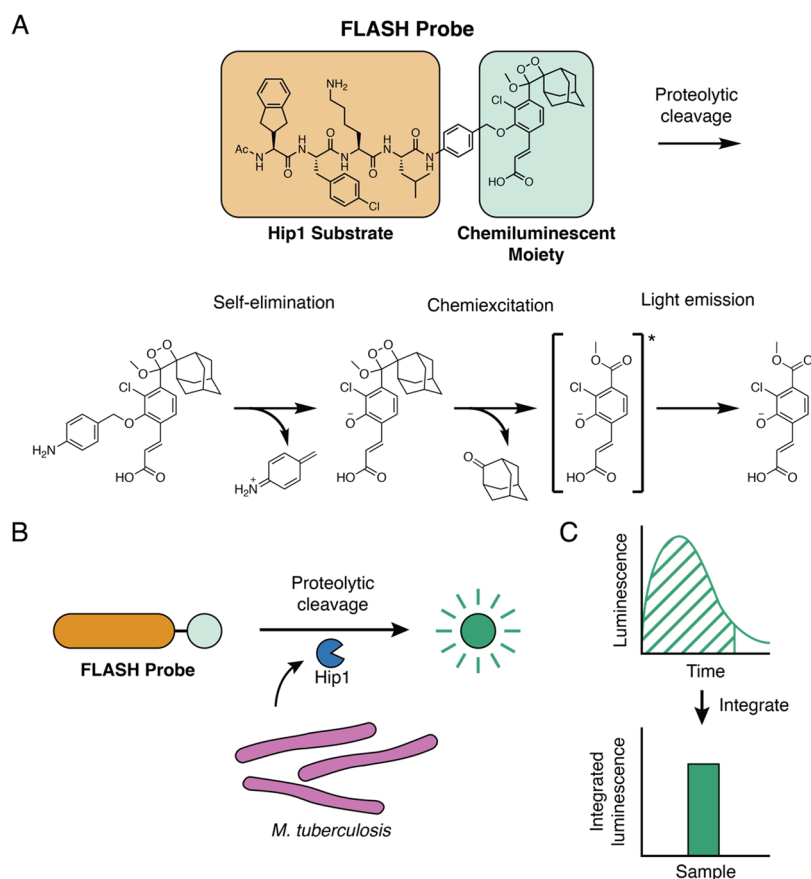 A
FLASH Probe
NH₂
Ac
N
H
O
H
N
O
N
H
O
H
N
O
N
H
Cl
O
O
O
Cl
O
HO
O
Hip1 Substrate
Chemiluminescent
Moiety
Proteolytic
cleavage
Self-elimination
Chemiexcitation
Light emission
O
O
O
Cl
O
H₂N
HO
O
H₂N
+
O
O
O
Cl
-
O
HO
O
O
*
O
O
Cl
-
O
HO
O
O
O
Cl
-
O
HO
O
B
Proteolytic
cleavage
FLASH Probe
Hip1
M. tuberculosis
C
Luminescence
Time
Integrate
Integrated
luminescence
Sample